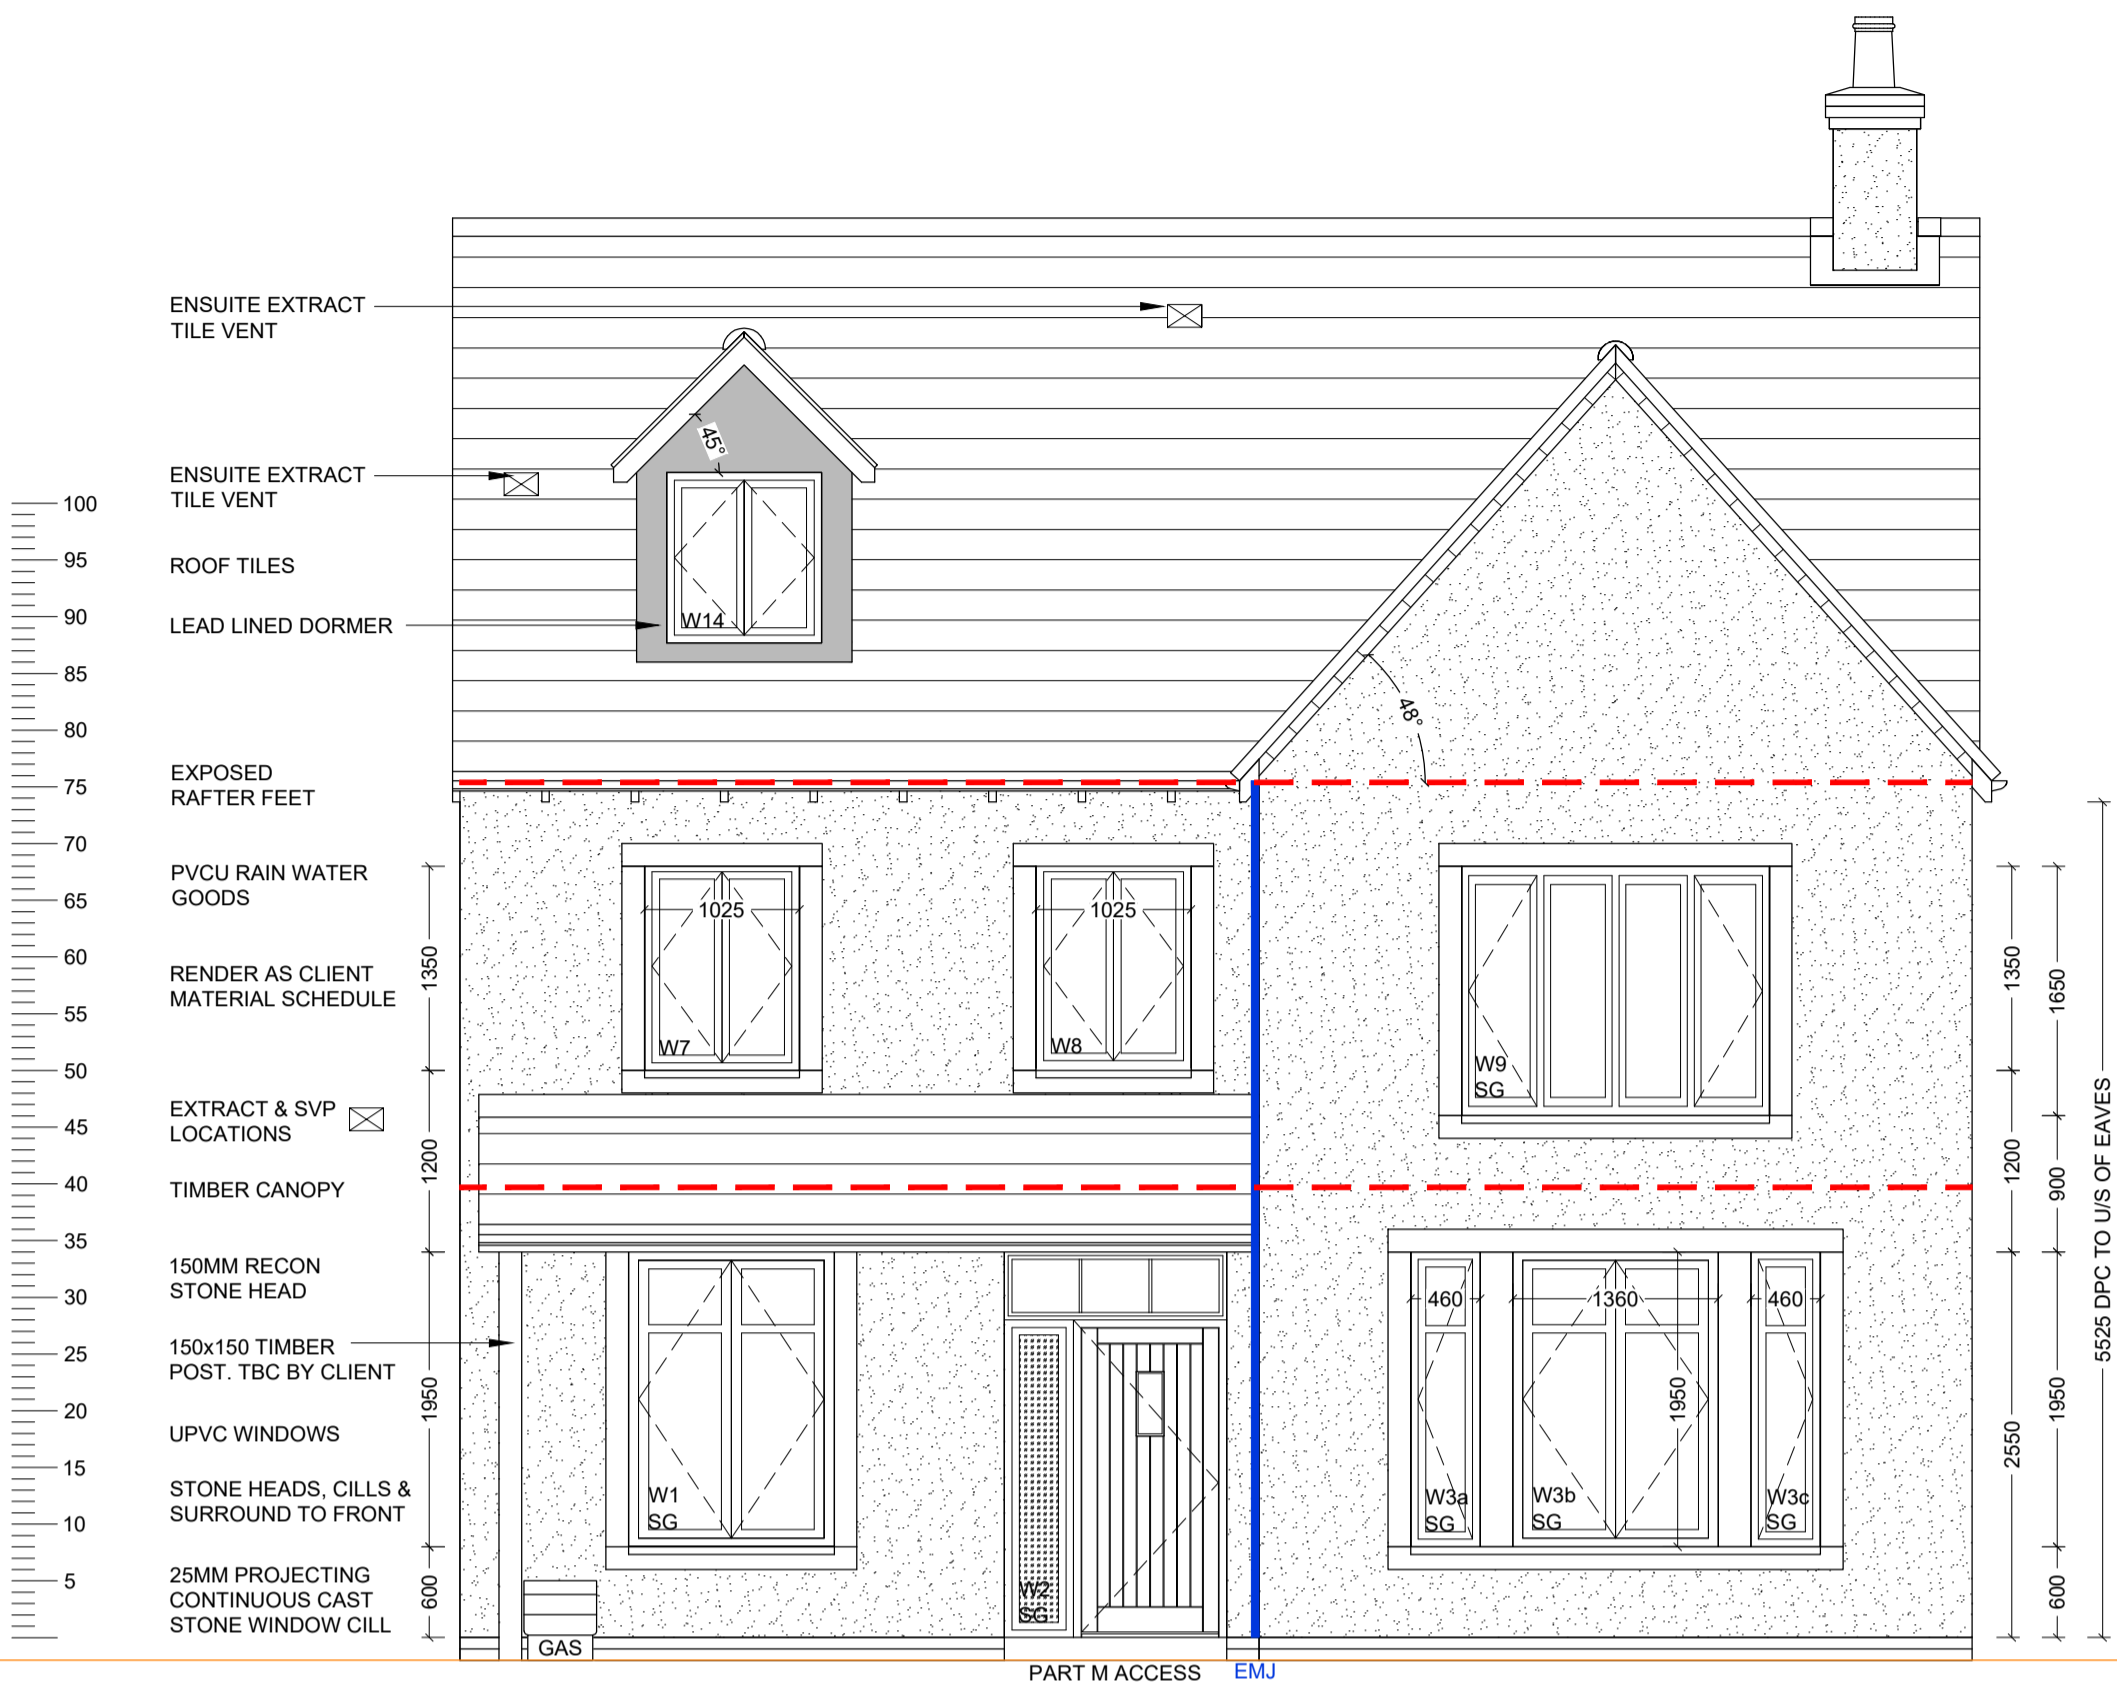 ENSUITE EXTRACT
TILE VENT
ENSUITE EXTRACT
TILE VENT
ROOF TILES
LEAD LINED DORMER
EXPOSED
RAFTER FEET
PVCU RAIN WATER
GOODS
RENDER AS CLIENT
MATERIAL SCHEDULE
EXTRACT & SVP
LOCATIONS
TIMBER CANOPY
150MM RECON
STONE HEAD
150x150 TIMBER
POST. TBC BY CLIENT
UPVC WINDOWS
STONE HEADS, CILLS &
SURROUND TO FRONT
25MM PROJECTING
CONTINUOUS CAST
STONE WINDOW CILL
100
95
90
85
80
75
70
65
60
55
50
45
40
35
30
25
20
15
10
5
1350
1200
1950
600
45°
W14
48°
1025
W7
1025
W8
W9
SG
W1
SG
W2
SG
460
1360
460
1950
W3a
SG
W3b
SG
W3c
SG
GAS
PART M ACCESS
EMJ
1350
1200
2550
1650
900
1950
600
5525 DPC TO U/S OF EAVES